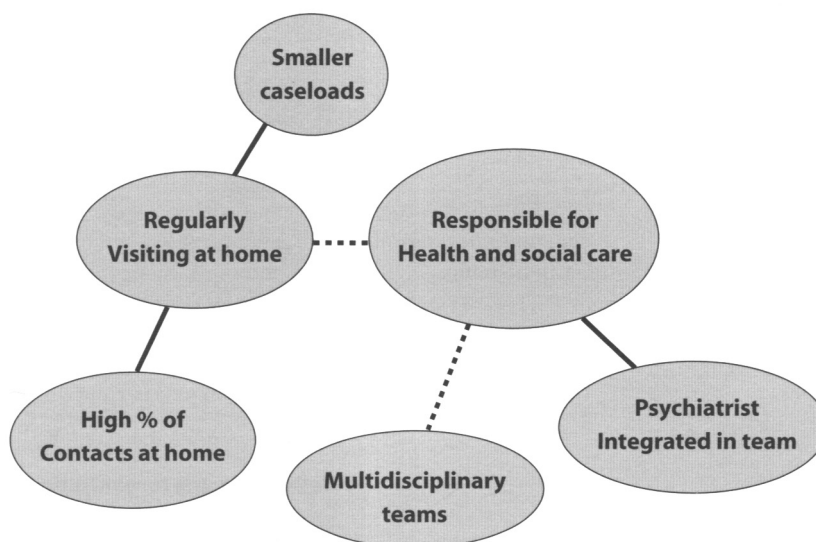 Smaller
caseloads
Regularly
Visiting at home
Responsible for
Health and social care
High % of
Contacts at home
Psychiatrist
Integrated in team
Multidisciplinary
teams